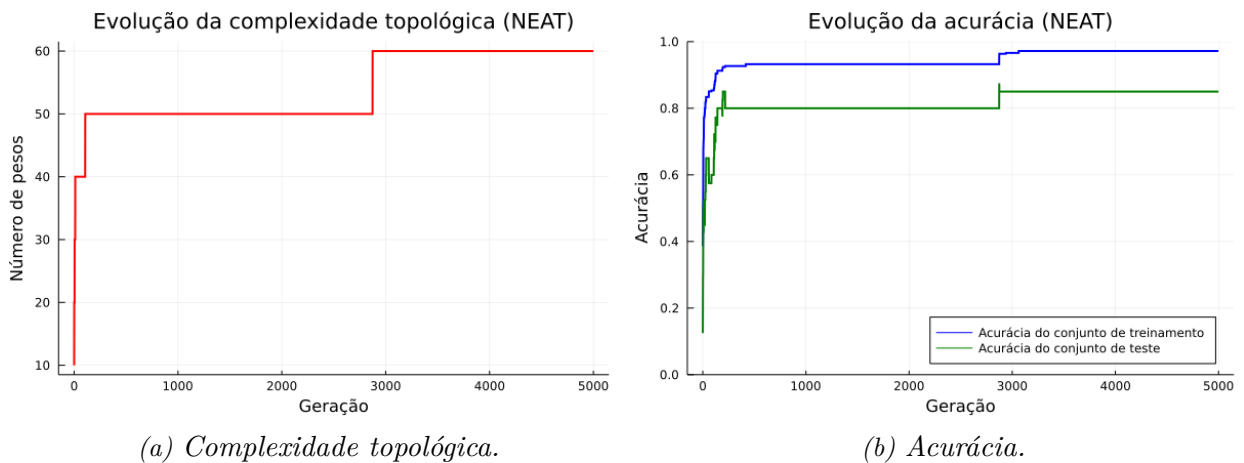 Evolução da complexidade topológica (NEAT)
60
50
40
30
20
10
Número de pesos
0 1000 2000 3000 4000 5000
Geração
(a) Complexidade topológica.
Evolução da acurácia (NEAT)
1.0
0.8
0.6
0.4
0.2
0.0
Acurácia
Acurácia do conjunto de treinamento
Acurácia do conjunto de teste
0 1000 2000 3000 4000 5000
Geração
(b) Acurácia.